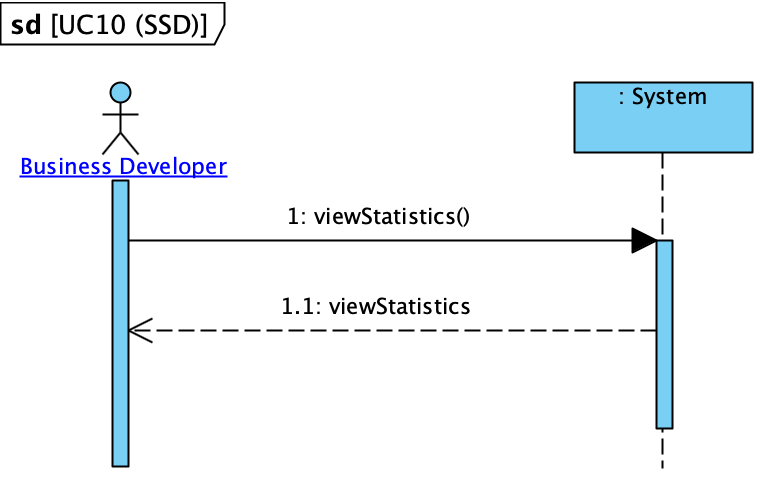 sd [UC10 (SSD)]
: System
Business Developer
1: viewStatistics()
1.1: viewStatistics